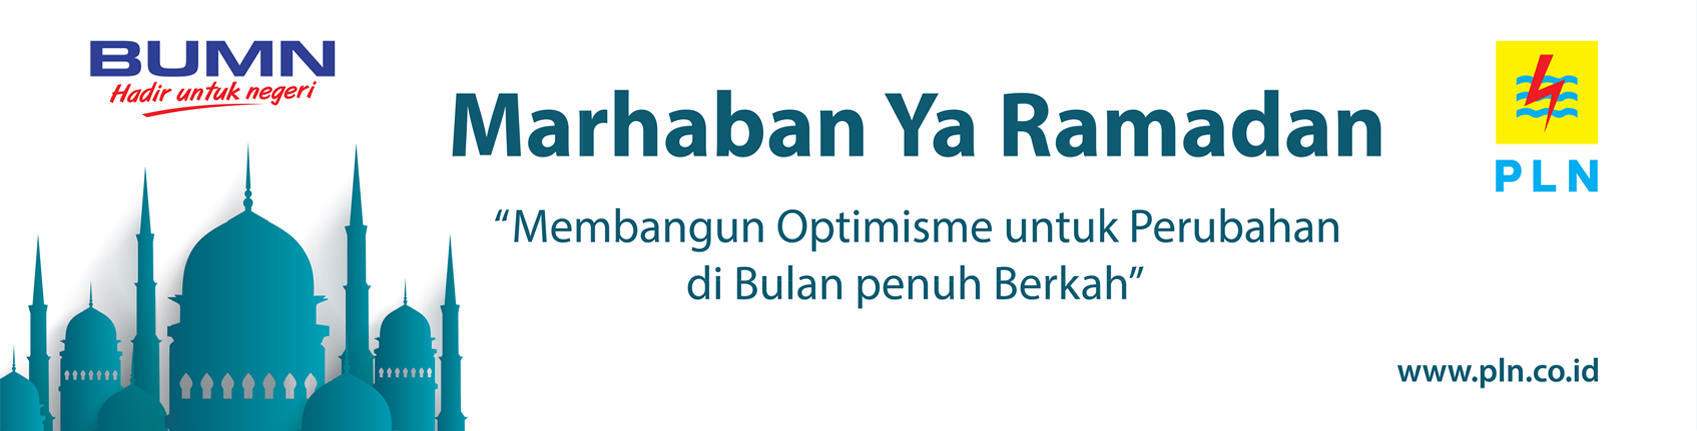 BUMN
Hadir untuk negeri
Marhaban Ya Ramadan
“Membangun Optimisme untuk Perubahan
di Bulan penuh Berkah”
PLN
www.pln.co.id